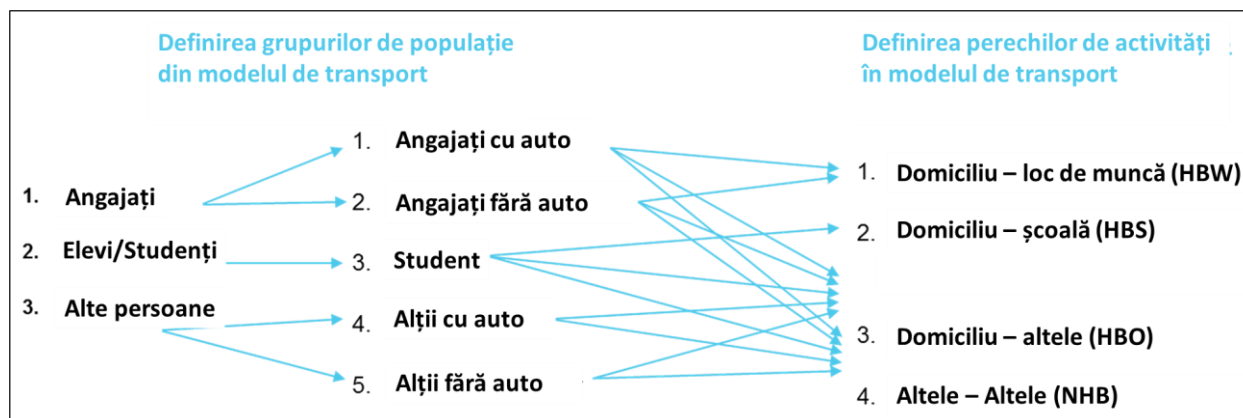 Definirea grupurilor de populație
din modelul de transport
Definirea perechilor de activități
în modelul de transport
1. Angajați
2. Elevi/Studenți
3. Alte persoane
1. Angajați cu auto
2. Angajați fără auto
3. Student
4. Alții cu auto
5. Alții fără auto
1. Domiciliu – loc de muncă (HBW)
2. Domiciliu – școală (HBS)
3. Domiciliu – altele (HBO)
4. Altele – Altele (NHB)